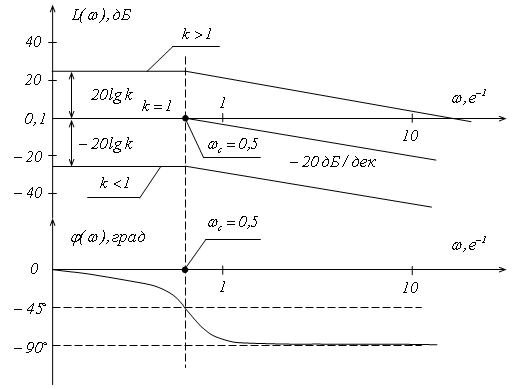 L(ω), дБ
k > 1
40
20
20lg k
k = 1
1
10
ω, e⁻¹
0,1
ω_c = 0,5
−20
−20lg k
−20 дБ / дек
−40
k < 1
φ(ω), град
ω_c = 0,5
ω, e⁻¹
0
1
10
−45°
−90°